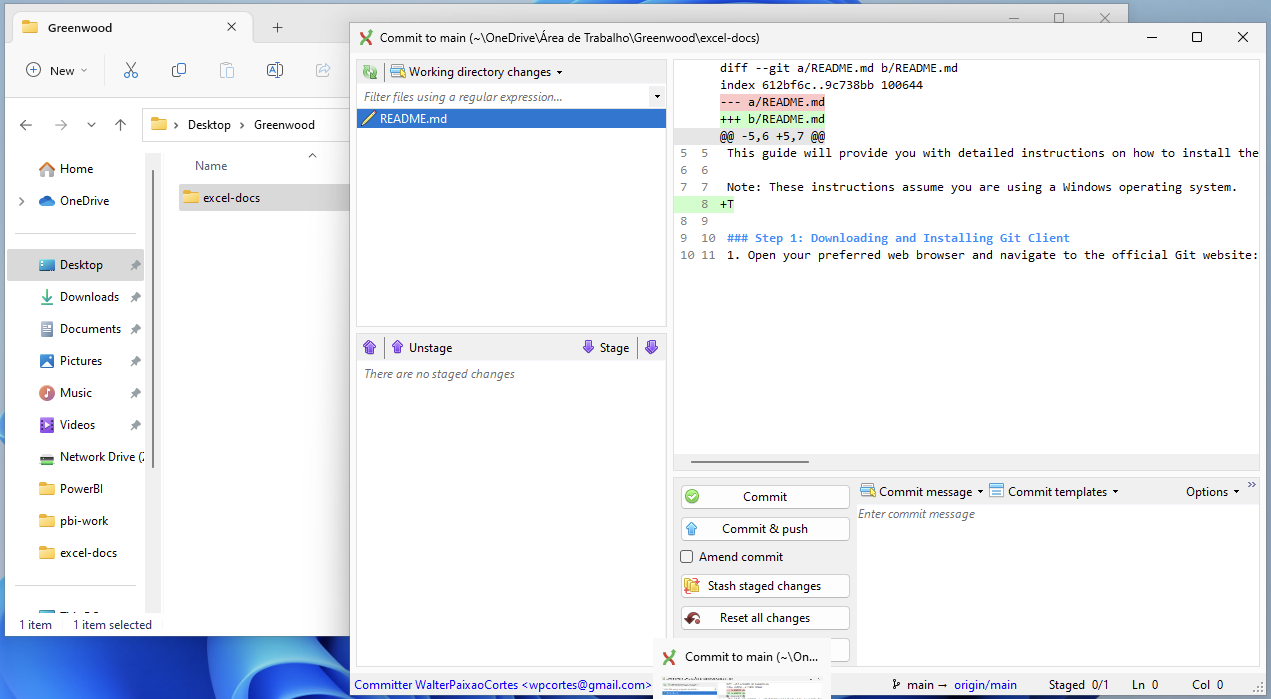 Greenwood
New
Desktop
Greenwood
Home
OneDrive
Desktop
Downloads
Documents
Pictures
Music
Videos
Network Drive (Z
PowerBI
pbi-work
excel-docs
Name
excel-docs
1 item
1 item selected
Commit to main (~\OneDrive\Área de Trabalho\Greenwood\excel-docs)
Working directory changes
Filter files using a regular expression...
README.md
Unstage
Stage
There are no staged changes
diff --git a/README.md b/README.md
index 612bf6c..9c738bb 100644
--- a/README.md
+++ b/README.md
@@ -5,6 +5,7 @@
5 5 This guide will provide you with detailed instructions on how to install the
6 6
7 7 Note: These instructions assume you are using a Windows operating system.
8 +T
8 9
9 10 ### Step 1: Downloading and Installing Git Client
10 11 1. Open your preferred web browser and navigate to the official Git website:
Commit
Commit & push
Amend commit
Stash staged changes
Reset all changes
Commit message
Commit templates
Options
Enter commit message
Commit to main (~\On...
Committer WalterPaixaoCortes <wpcortes@gmail.com>
main → origin/main
Staged 0/1
Ln 0
Col 0